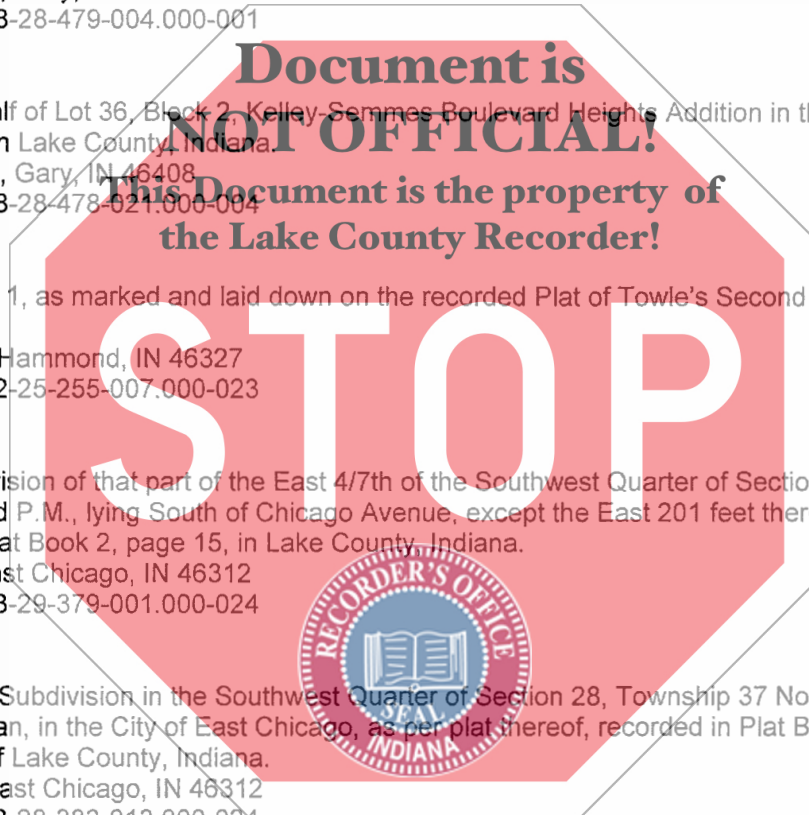 3-28-479-004.000-001
Document is
lf of Lot 36, Block 2, Kelley-Semmes Boulevard Heights Addition in th
NOT OFFICIAL!
n Lake County, Indiana.
, Gary, IN 46408
This Document is the property of
3-28-478-021.000-004
the Lake County Recorder!
1, as marked and laid down on the recorded Plat of Towle's Second
STOP
Hammond, IN 46327
2-25-255-007.000-023
ision of that part of the East 4/7th of the Southwest Quarter of Sectio
d P.M., lying South of Chicago Avenue, except the East 201 feet ther
at Book 2, page 15, in Lake County, Indiana.
st Chicago, IN 46312
3-29-379-001.000-024
RECORDER'S OFFICE
SEAL
INDIANA
Subdivision in the Southwest Quarter of Section 28, Township 37 No
an, in the City of East Chicago, as per plat thereof, recorded in Plat B
f Lake County, Indiana.
ast Chicago, IN 46312